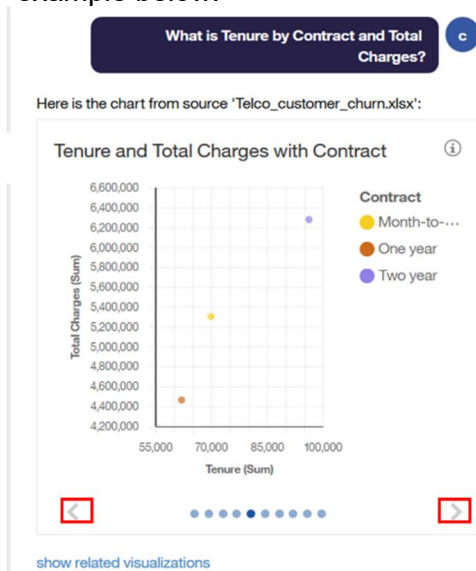 What is Tenure by Contract and Total
Charges?
c
Here is the chart from source 'Telco_customer_churn.xlsx':
Tenure and Total Charges with Contract
6,600,000
6,400,000
6,200,000
6,000,000
5,800,000
5,600,000
5,400,000
5,200,000
5,000,000
4,800,000
4,600,000
4,400,000
4,200,000
Total Charges (Sum)
55,000 70,000 85,000 100,000
Tenure (Sum)
Contract
Month-to-...
One year
Two year
show related visualizations